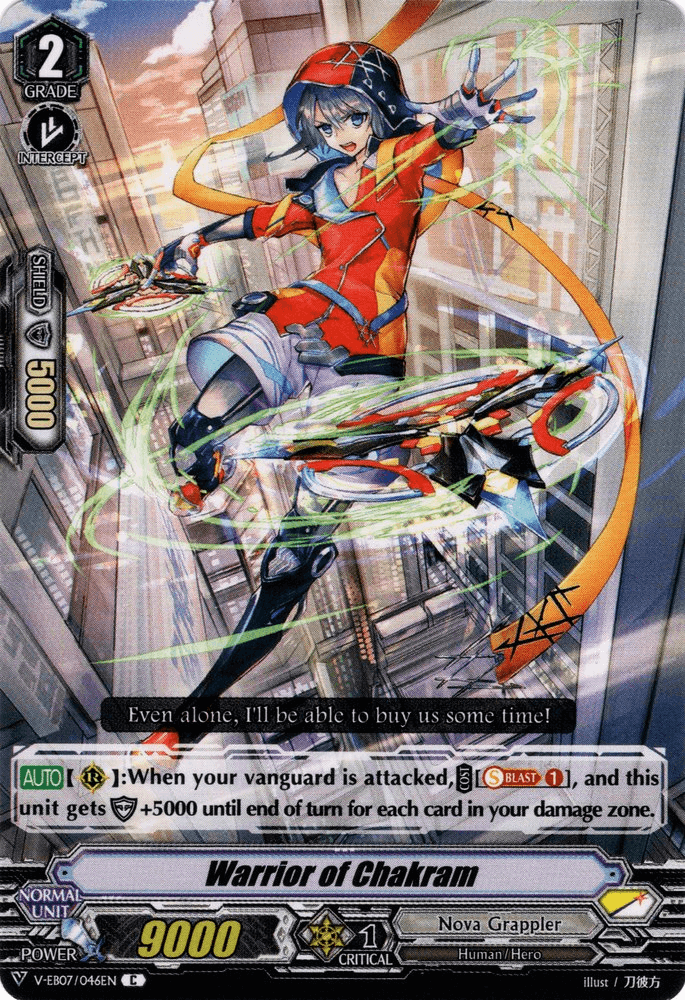 2
GRADE
INTERCEPT
SHIELD
5000
Even alone, I'll be able to buy us some time!
AUTO [ R ]:When your vanguard is attacked, COST [S BLAST 1], and this
unit gets +5000 until end of turn for each card in your damage zone.
Warrior of Chakram
NORMAL
UNIT
POWER
9000
1
CRITICAL
Nova Grappler
Human/Hero
V-EB07/046EN C
illust / 刀彼方